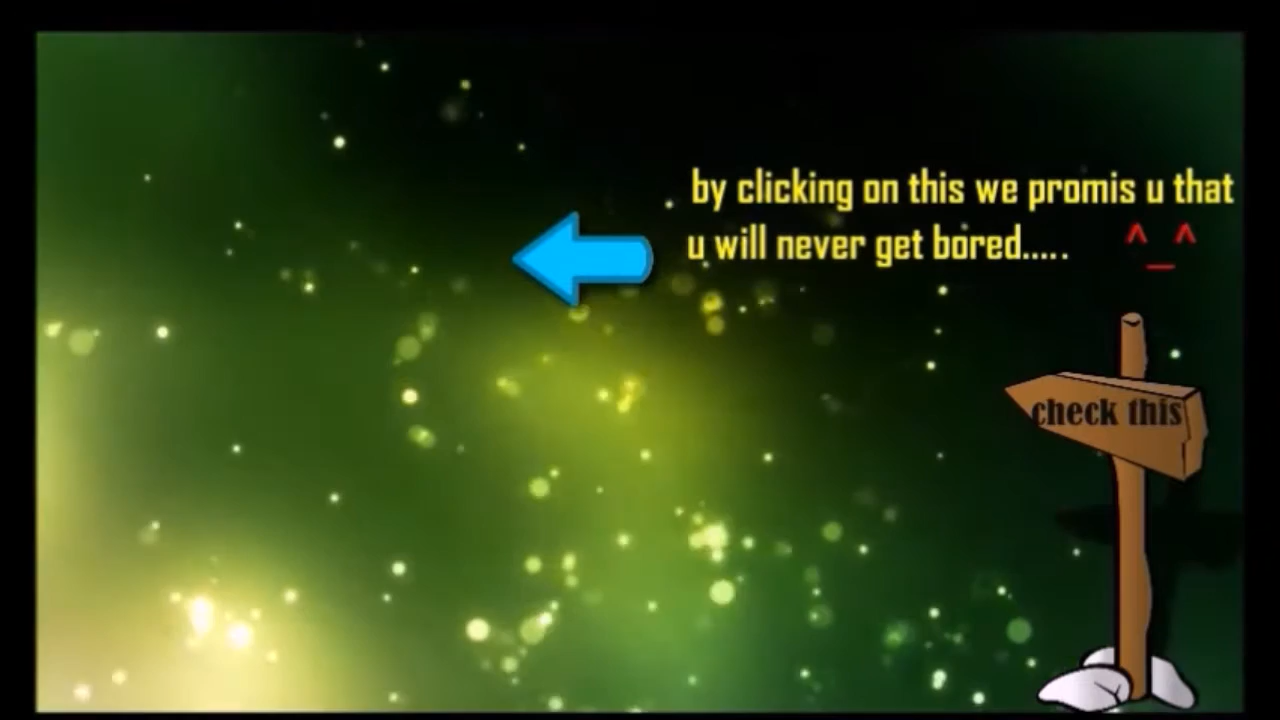 by clicking on this we promis u that
u will never get bored.....
^_^
check this